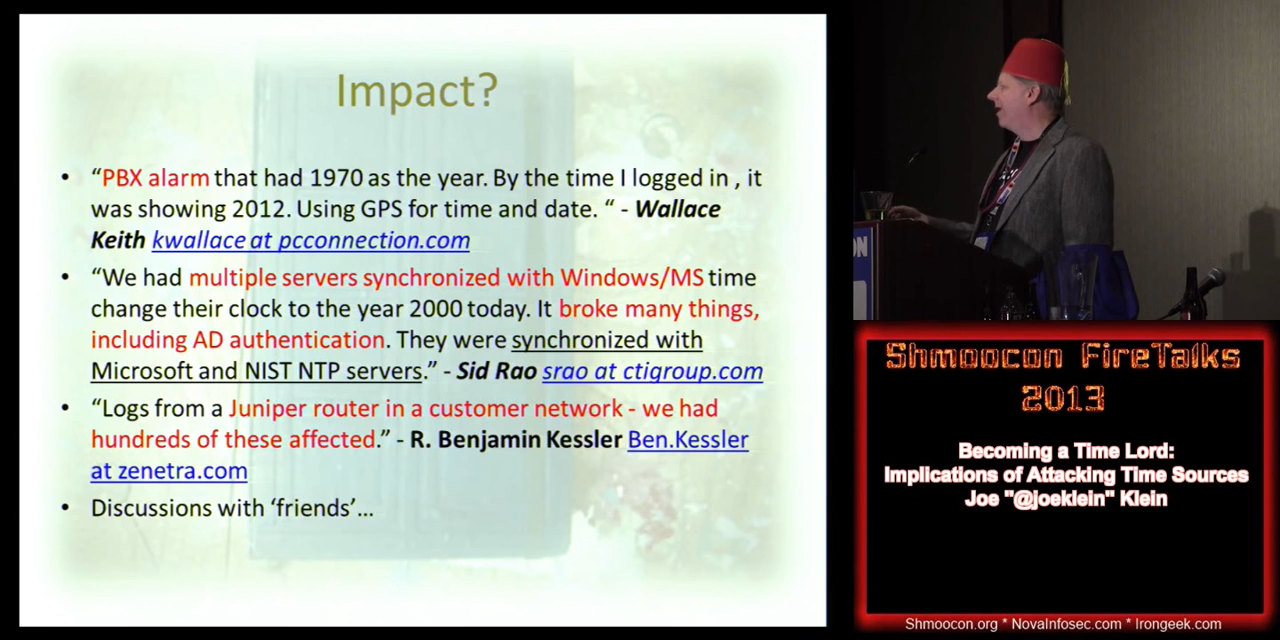 Impact?
• “PBX alarm that had 1970 as the year. By the time I logged in , it
was showing 2012. Using GPS for time and date. “ - Wallace
Keith kwallace at pcconnection.com
• “We had multiple servers synchronized with Windows/MS time
change their clock to the year 2000 today. It broke many things,
including AD authentication. They were synchronized with
Microsoft and NIST NTP servers.” - Sid Rao srao at ctigroup.com
• “Logs from a Juniper router in a customer network - we had
hundreds of these affected.” - R. Benjamin Kessler Ben.Kessler
at zenetra.com
• Discussions with ‘friends’…
ON
Shmoocon FireTalks
2013
Becoming a Time Lord:
Implications of Attacking Time Sources
Joe "@joeklein" Klein
Shmoocon.org * NovaInfosec.com * Irongeek.com